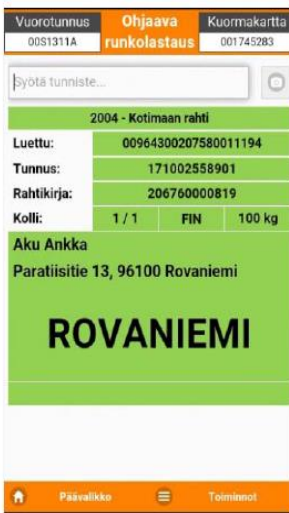 Vuorotunnus Ohjaava Kuormakartta
00S1311A runkolastaus 001745283
Syötä tunniste...
2004 - Kotimaan rahti
Luettu: 00964300207580011194
Tunnus: 171002558901
Rahtikirja: 206760000819
Kolli: 1 / 1 FIN 100 kg
Aku Ankka
Paratiisitie 13, 96100 Rovaniemi
ROVANIEMI
Päävalikko Toiminnot